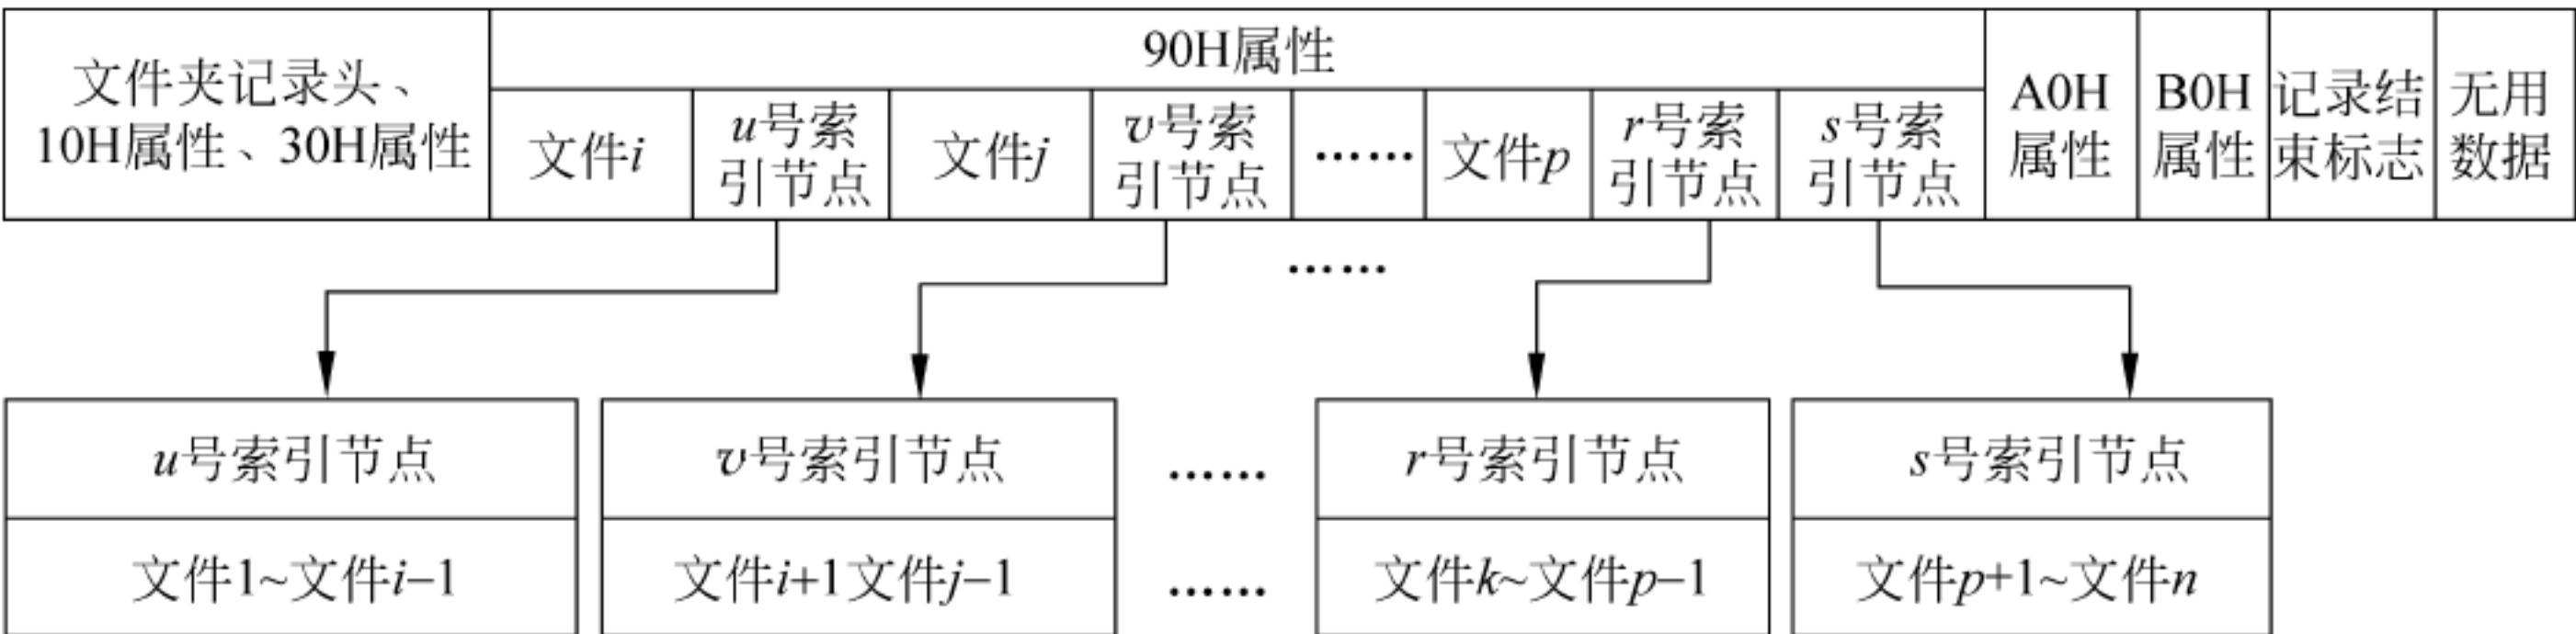 文件夹记录头、
10H属性、30H属性
90H属性
文件i
u号索
引节点
文件j
v号索
引节点
……
文件p
r号索
引节点
s号索
引节点
A0H
属性
B0H
属性
记录结
束标志
无用
数据
……
u号索引节点
v号索引节点
……
r号索引节点
s号索引节点
文件1~文件i–1
文件i+1文件j–1
……
文件k~文件p–1
文件p+1~文件n